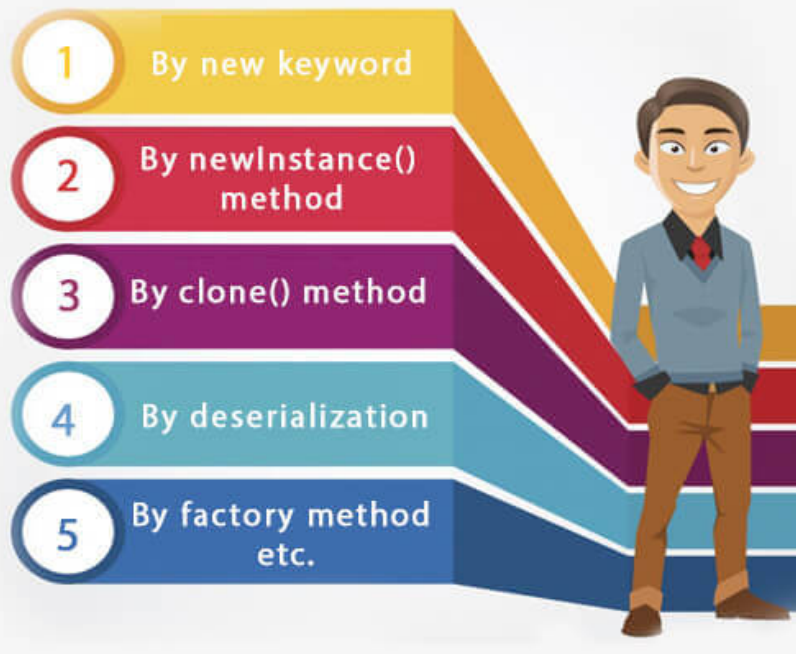 1
By new keyword
2
By newInstance()
method
3
By clone() method
4
By deserialization
5
By factory method
etc.